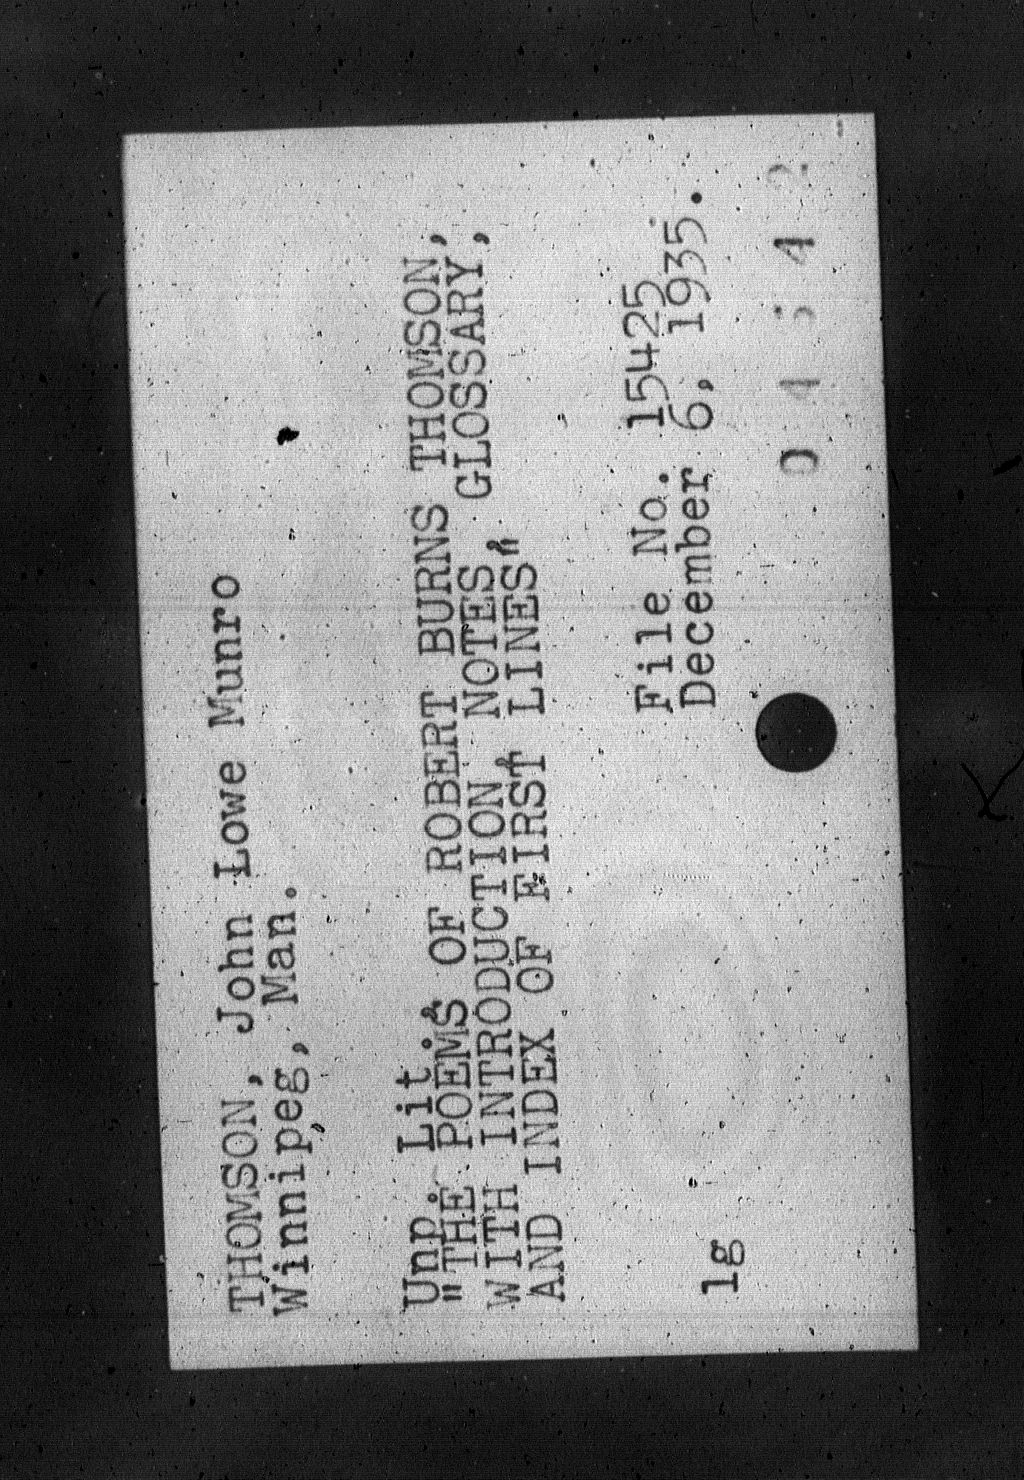 THOMSON, John Lowe Munro
Winnipeg, Man.
Unp. Lit.:
"THE POEMS OF ROBERT BURNS THOMSON,
WITH INTRODUCTION, NOTES, GLOSSARY,
AND INDEX OF FIRST LINES"
File No. 15425
December 6, 1935.
lg